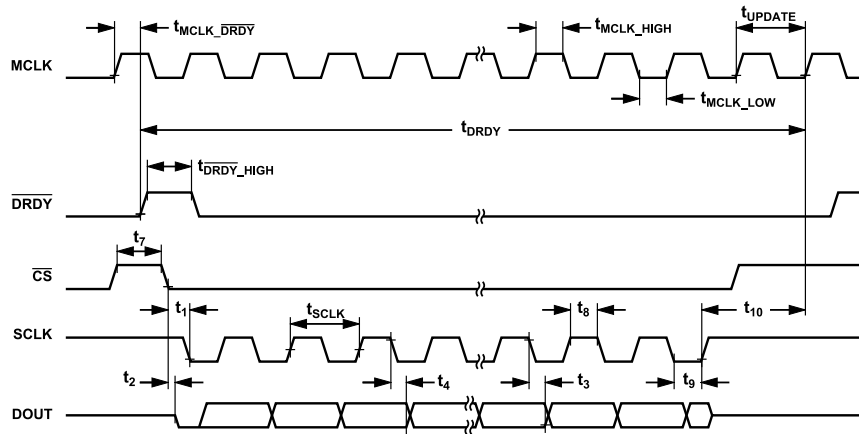 tMCLK_DRDY
tMCLK_HIGH
tUPDATE
MCLK
tMCLK_LOW
tDRDY
tDRDY_HIGH
DRDY
t7
CS
t1
tSCLK
t8
t10
SCLK
t2
t4
t3
t9
DOUT